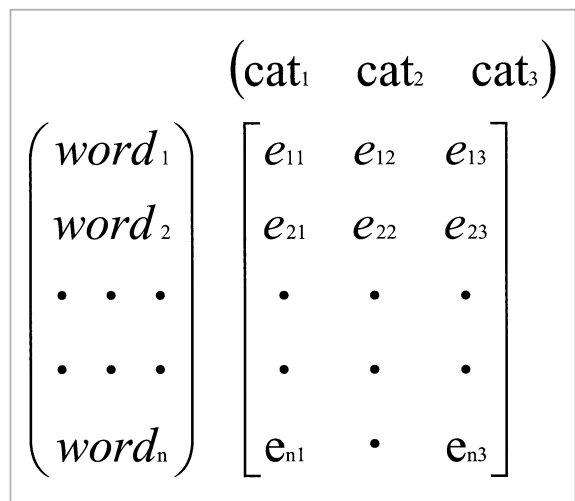 (cat₁ cat₂ cat₃)
word₁ e₁₁ e₁₂ e₁₃
word₂ e₂₁ e₂₂ e₂₃
· · · · · ·
· · · · · ·
wordₙ eₙ₁ · eₙ₃